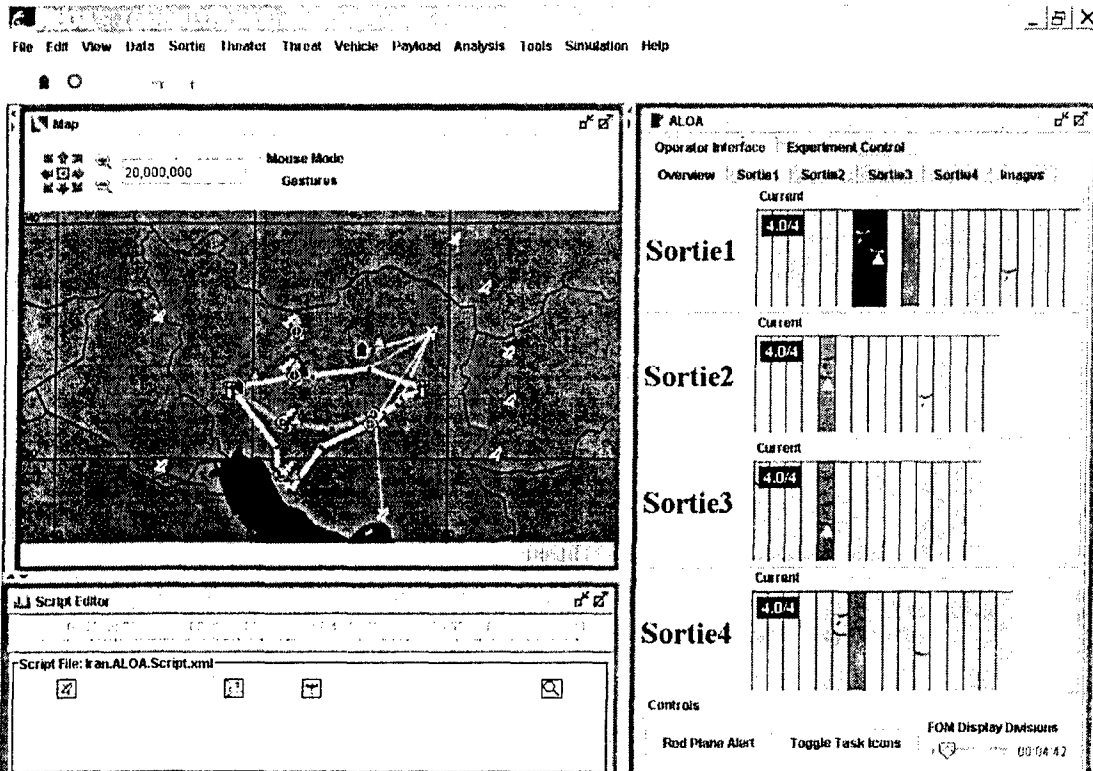 File Edit View Data Sortie Theater Threat Vehicle Payload Analysis Tools Simulation Help
Map
20,000,000
Mouse Mode
Gestures
Script Editor
Script File: Iran.ALOA.Script.xml
ALOA
Operator Interface Experiment Control
Overview Sortie1 Sortie2 Sortie3 Sortie4 Images
Current
4.0/4
Sortie1
Current
4.0/4
Sortie2
Current
4.0/4
Sortie3
Current
4.0/4
Sortie4
Controls
FOM Display Divisions
Red Plane Alert Toggle Task Icons 00:04:42